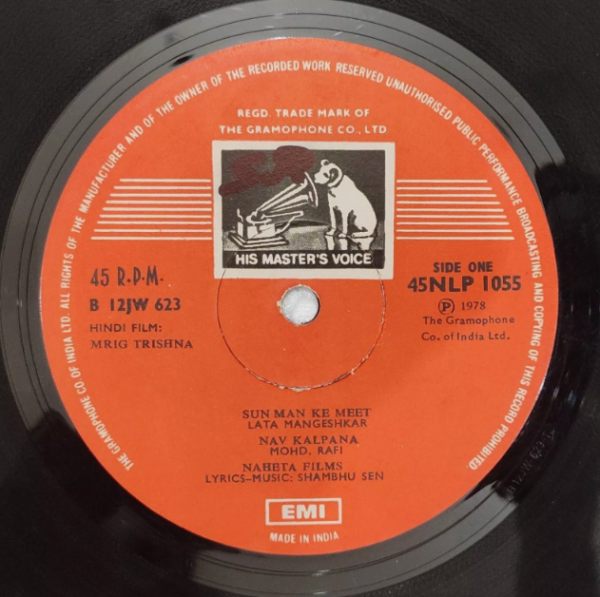 THE GRAMOPHONE CO. OF INDIA LTD. ALL RIGHTS OF THE MANUFACTURER AND OF THE OWNER OF THE RECORDED WORK RESERVED UNAUTHORISED PUBLIC PERFORMANCE BROADCASTING AND COPYING OF THIS RECORD PROHIBITED
REGD. TRADE MARK OF
THE GRAMOPHONE CO., LTD.
HIS MASTER'S VOICE
45 R.P.M.
B 12JW 623
HINDI FILM:
MRIG TRISHNA
SIDE ONE
45NLP 1055
Ⓟ 1978
The Gramophone
Co. of India Ltd.
SUN MAN KE MEET
LATA MANGESHKAR
NAV KALPANA
MOHD. RAFI
NAHETA FILMS
LYRICS-MUSIC: SHAMBHU SEN
EMI
MADE IN INDIA